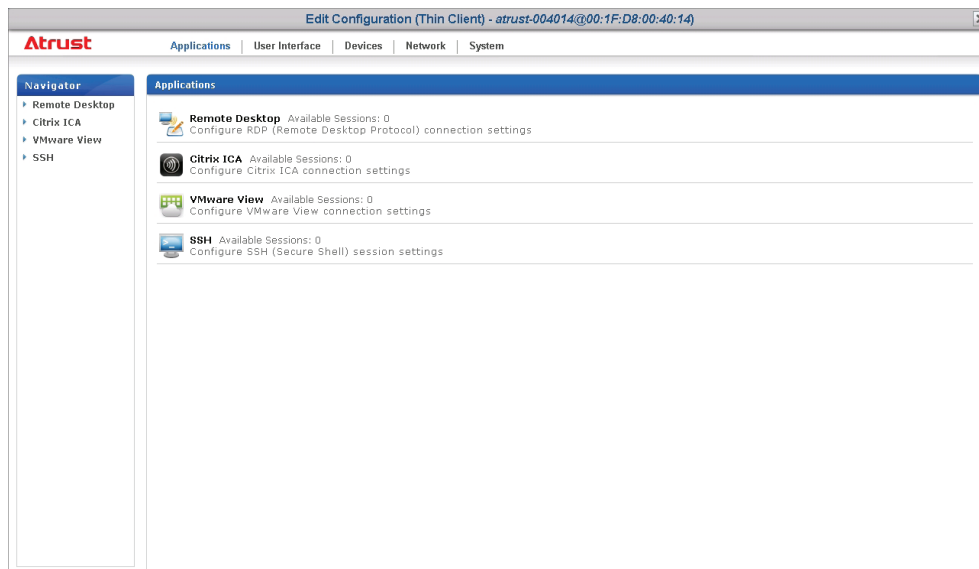 Edit Configuration (Thin Client) - atrust-004014@00:1F:D8:00:40:14)
Atrust
Applications | User Interface | Devices | Network | System
Navigator
Remote Desktop
Citrix ICA
VMware View
SSH
Applications
Remote Desktop Available Sessions: 0
Configure RDP (Remote Desktop Protocol) connection settings
Citrix ICA Available Sessions: 0
Configure Citrix ICA connection settings
VMware View Available Sessions: 0
Configure VMware View connection settings
SSH Available Sessions: 0
Configure SSH (Secure Shell) session settings